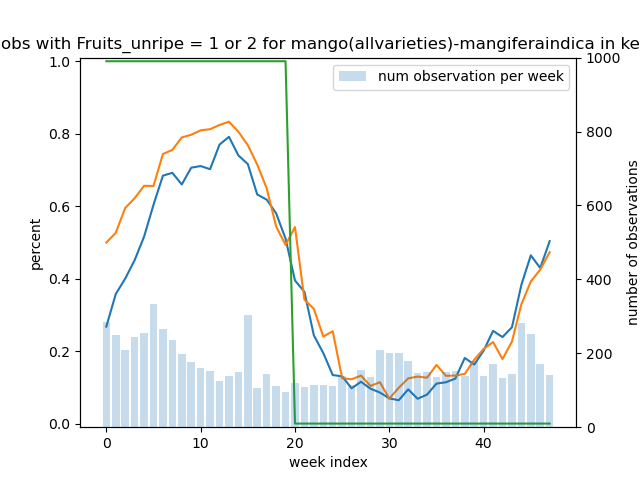 obs with Fruits_unripe = 1 or 2 for mango(allvarieties)-mangiferaindica in ke
num observation per week
1.0
0.8
0.6
0.4
0.2
0.0
percent
1000
800
600
400
200
0
number of observations
0 10 20 30 40
week index